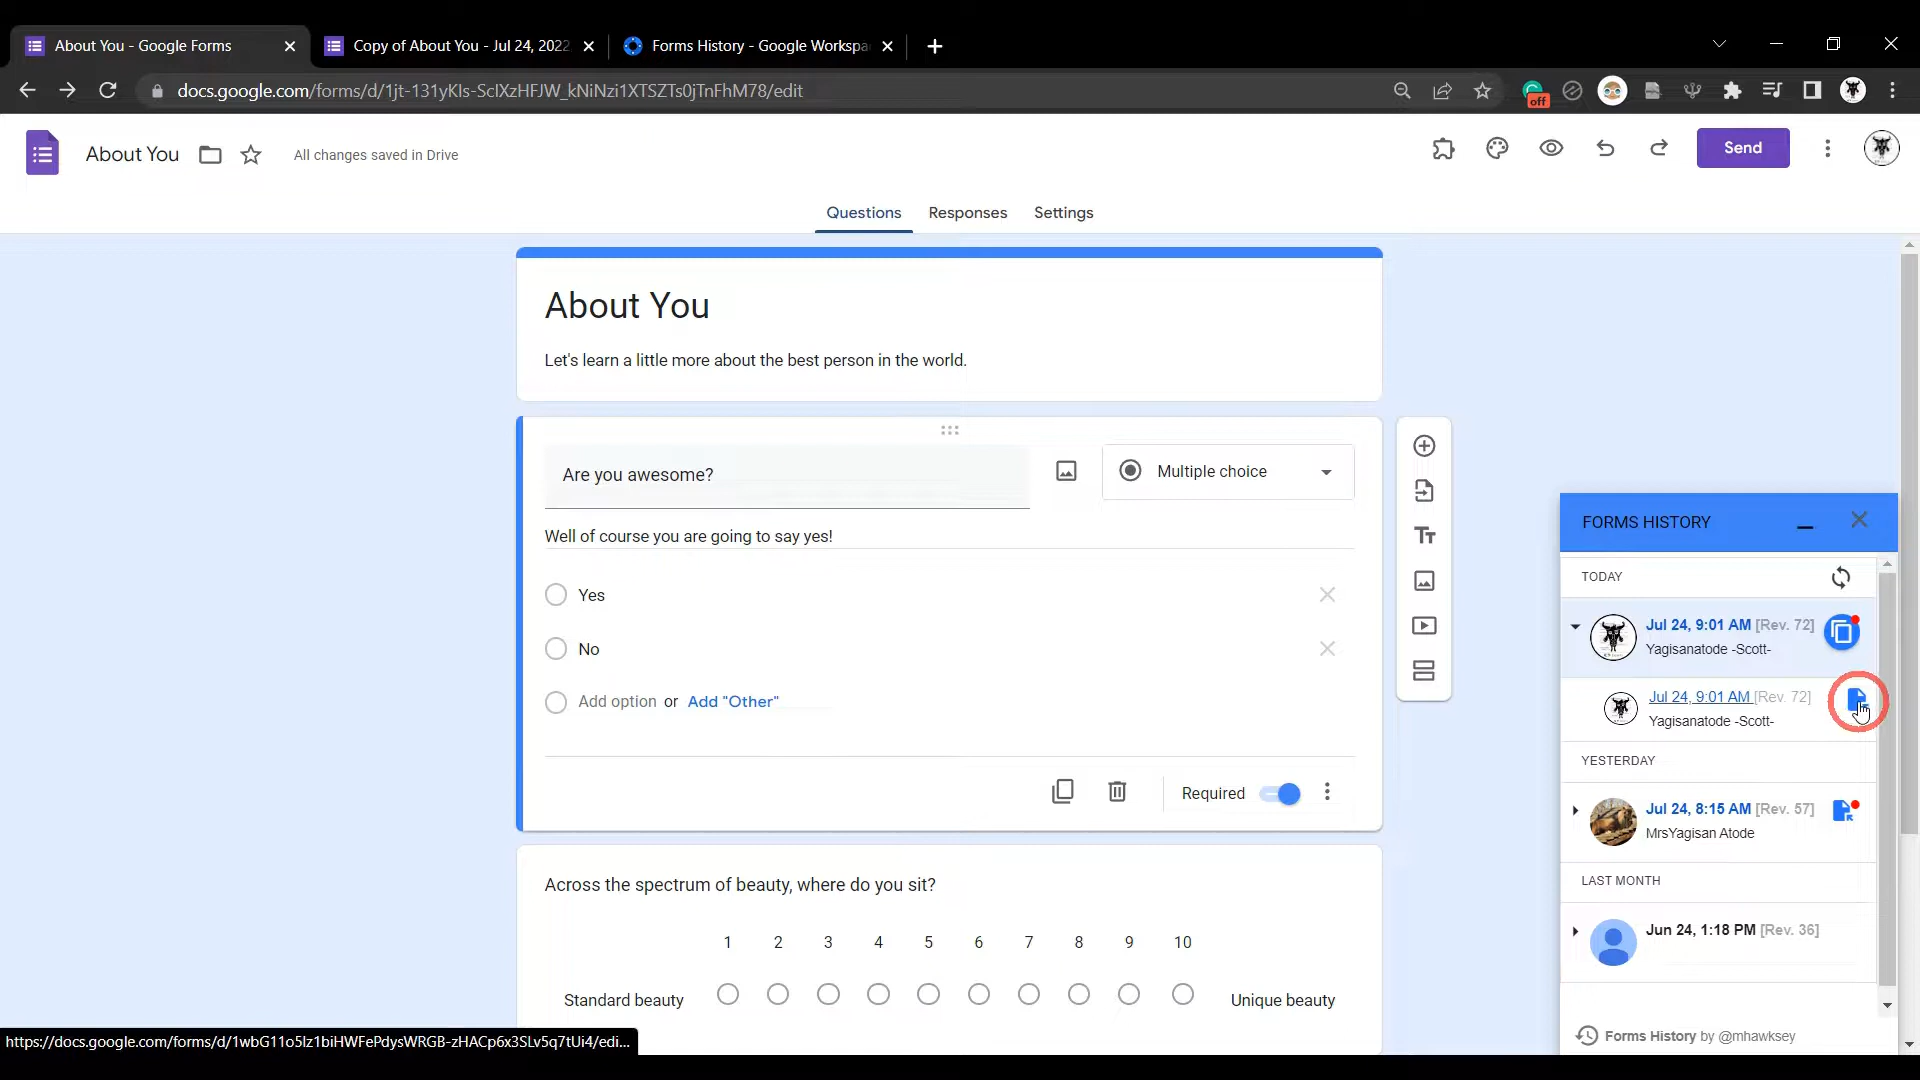 About You - Google Forms
Copy of About You - Jul 24, 2022
Forms History - Google Workspa
docs.google.com/forms/d/1jt-131yKIs-ScIXzHFJW_kNiNzi1XTSZTs0jTnFhM78/edit
off
About You
All changes saved in Drive
Send
Questions
Responses
Settings
About You
Let's learn a little more about the best person in the world.
Are you awesome?
Multiple choice
Well of course you are going to say yes!
Yes
No
Add option or Add "Other"
Required
Across the spectrum of beauty, where do you sit?
1 2 3 4 5 6 7 8 9 10
Standard beauty
Unique beauty
FORMS HISTORY
TODAY
Jul 24, 9:01 AM [Rev. 72]
Yagisanatode -Scott-
Jul 24, 9:01 AM [Rev. 72]
Yagisanatode -Scott-
YESTERDAY
Jul 24, 8:15 AM [Rev. 57]
MrsYagisan Atode
LAST MONTH
Jun 24, 1:18 PM [Rev. 36]
Forms History by @mhawksey
https://docs.google.com/forms/d/1wbG11o5Iz1biHWFePdysWRGB-zHACp6x3SLv5q7tUi4/edi...